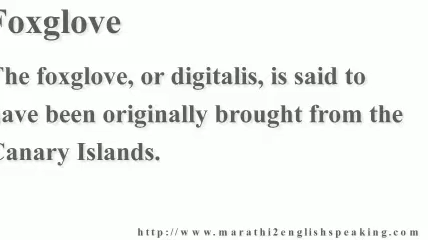 Foxglove
The foxglove, or digitalis, is said to
have been originally brought from the
Canary Islands.
http://www.marathi2englishspeaking.com